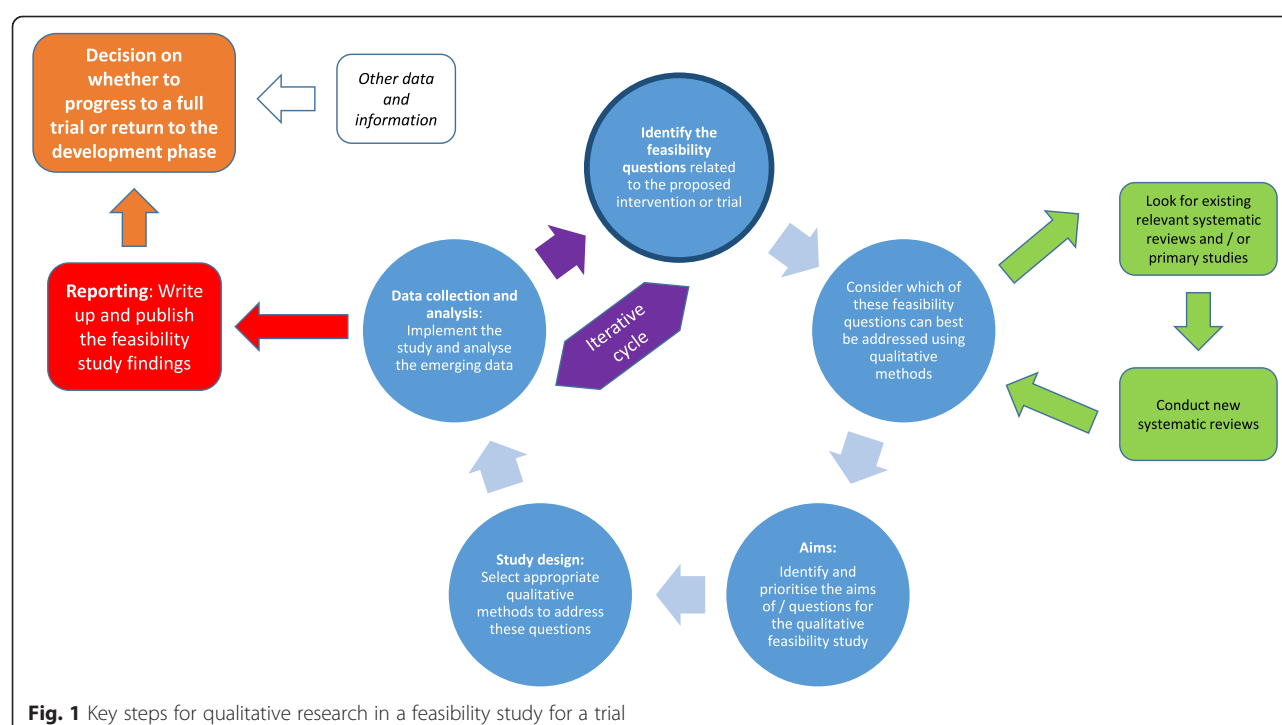 Decision on
whether to
progress to a full
trial or return to the
development phase
Other data
and
information
Identify the
feasibility
questions related
to the proposed
intervention or trial
Look for existing
relevant systematic
reviews and / or
primary studies
Reporting: Write
up and publish
the feasibility
study findings
Data collection and
analysis:
Implement the
study and analyse
the emerging data
Iterative
cycle
Consider which of
these feasibility
questions can best
be addressed using
qualitative
methods
Conduct new
systematic reviews
Study design:
Select appropriate
qualitative
methods to address
these questions
Aims:
Identify and
prioritise the aims
of / questions for
the qualitative
feasibility study
Fig. 1 Key steps for qualitative research in a feasibility study for a trial